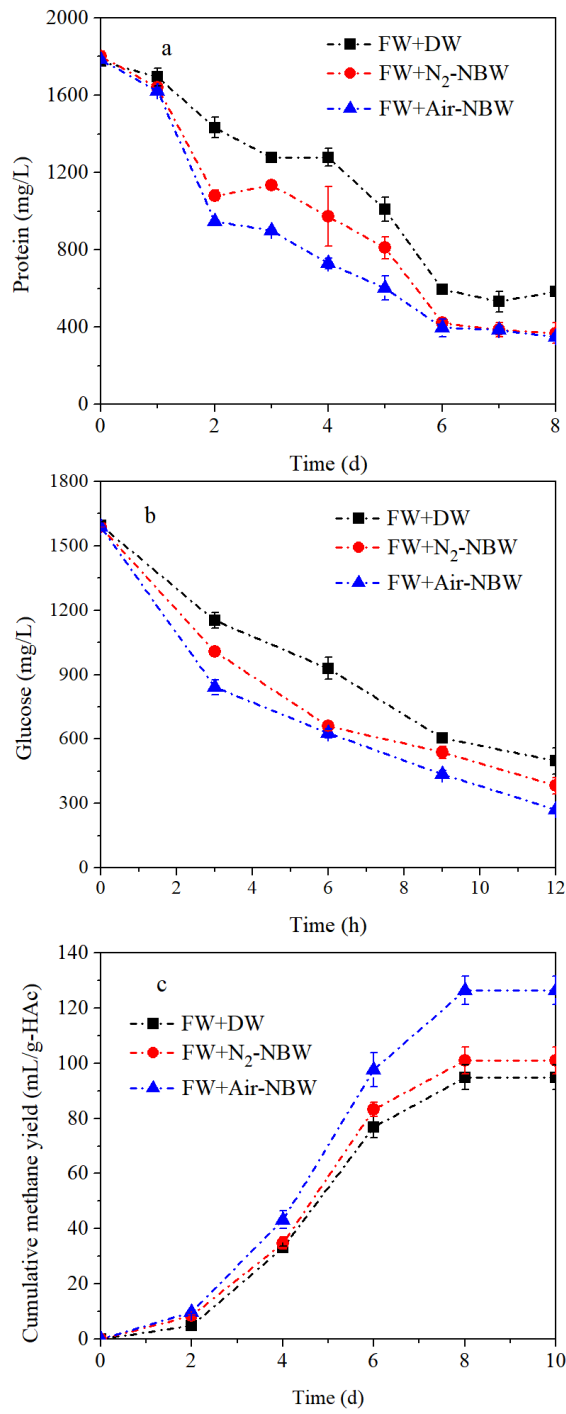 2000
1600
1200
800
400
0
Protein (mg/L)
a
FW+DW
FW+N₂-NBW
FW+Air-NBW
0 2 4 6 8
Time (d)
1800
1500
1200
900
600
300
0
Glucose (mg/L)
b
FW+DW
FW+N₂-NBW
FW+Air-NBW
0 2 4 6 8 10 12
Time (h)
140
120
100
80
60
40
20
0
Cumulative methane yield (mL/g-HAc)
c
FW+DW
FW+N₂-NBW
FW+Air-NBW
0 2 4 6 8 10
Time (d)